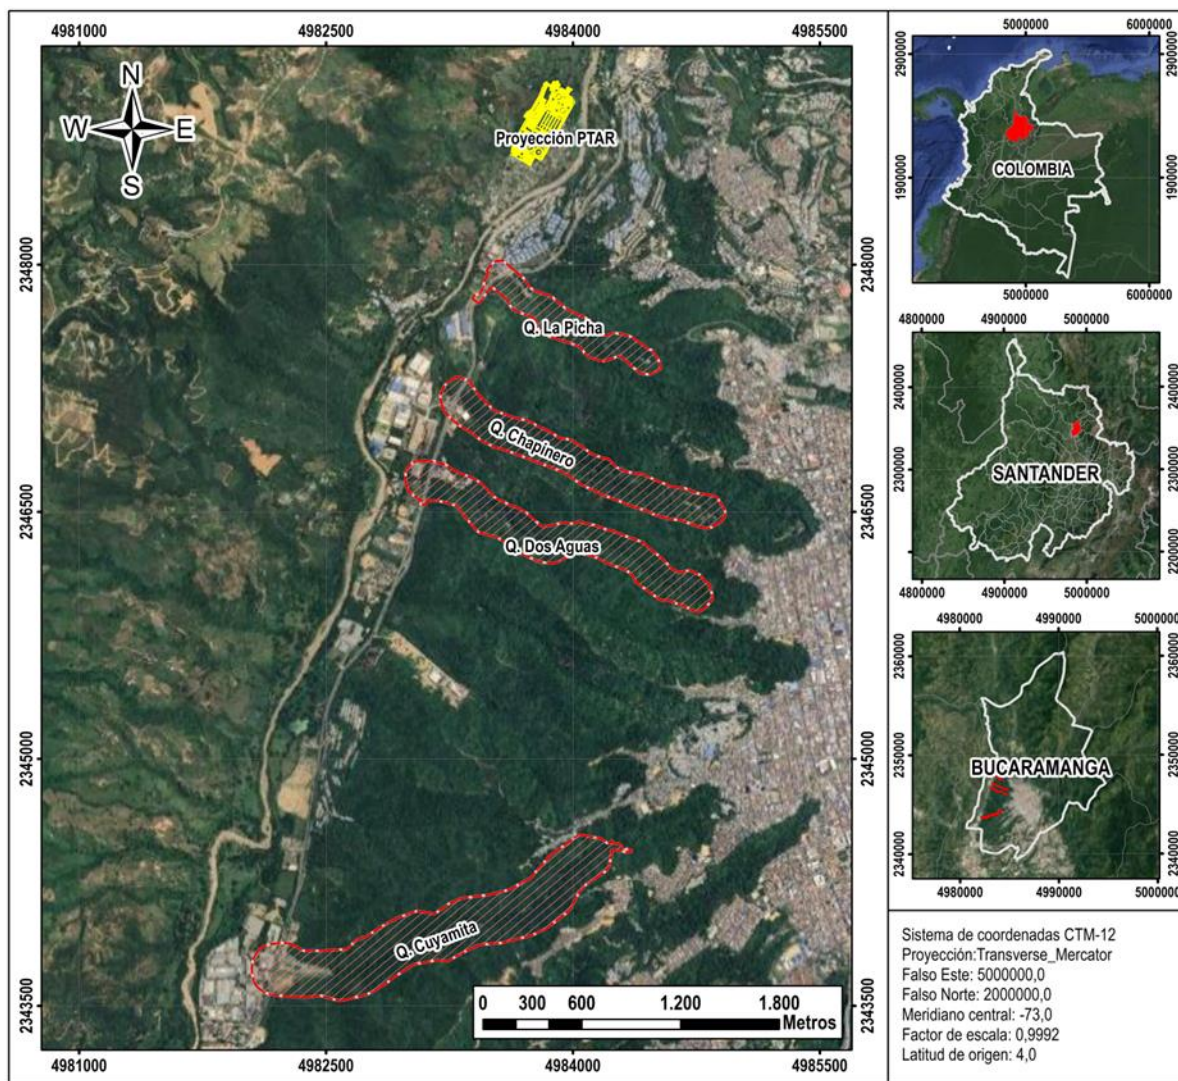 4981000 4982500 4984000 4985500
N
W E
S
Proyección PTAR
2348000 2348000
Q. La Picha
Q. Chapinero
2346500 2346500
Q. Dos Aguas
2345000 2345000
Q. Cuyamita
2343500 2343500
0 300 600 1.200 1.800
Metros
4981000 4982500 4984000 4985500
5000000 6000000
2900000 2900000
COLOMBIA
1900000 1900000
5000000 6000000
4800000 4900000 5000000
2400000 2400000
SANTANDER
2300000 2300000
2200000 2200000
4800000 4900000 5000000
4980000 4990000 5000000
2360000 2360000
BUCARAMANGA
2350000 2350000
2340000 2340000
4980000 4990000 5000000
Sistema de coordenadas CTM-12
Proyección:Transverse_Mercator
Falso Este: 5000000,0
Falso Norte: 2000000,0
Meridiano central: -73,0
Factor de escala: 0,9992
Latitud de origen: 4,0